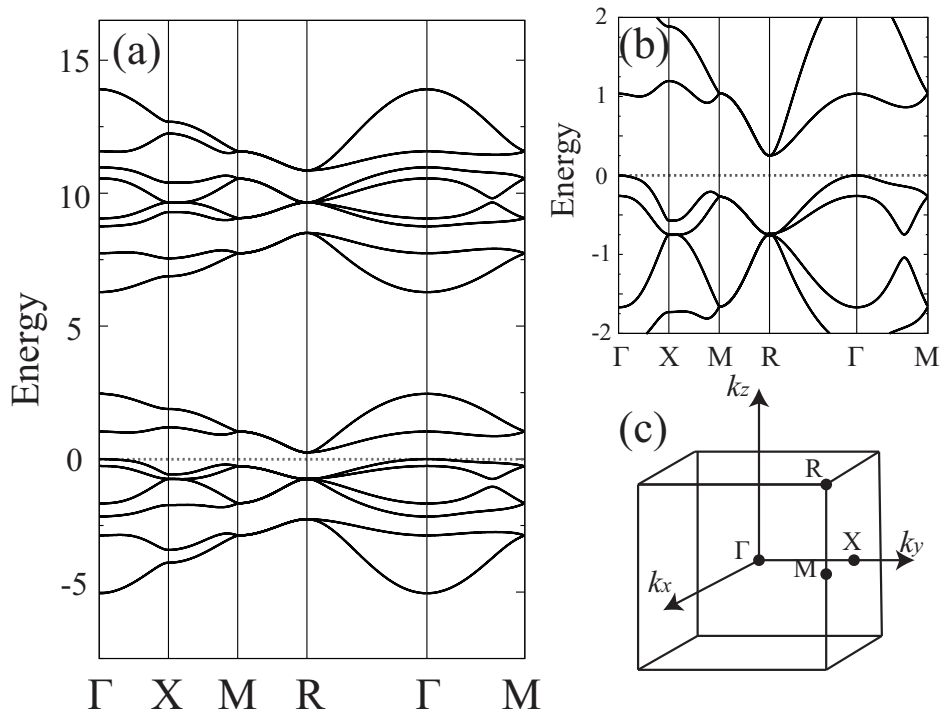 (a)
15
10
5
0
-5
Energy
Γ X M R Γ M
(b)
2
1
0
-1
-2
Energy
Γ X M R Γ M
(c)
kz
R
Γ X ky
M
kx